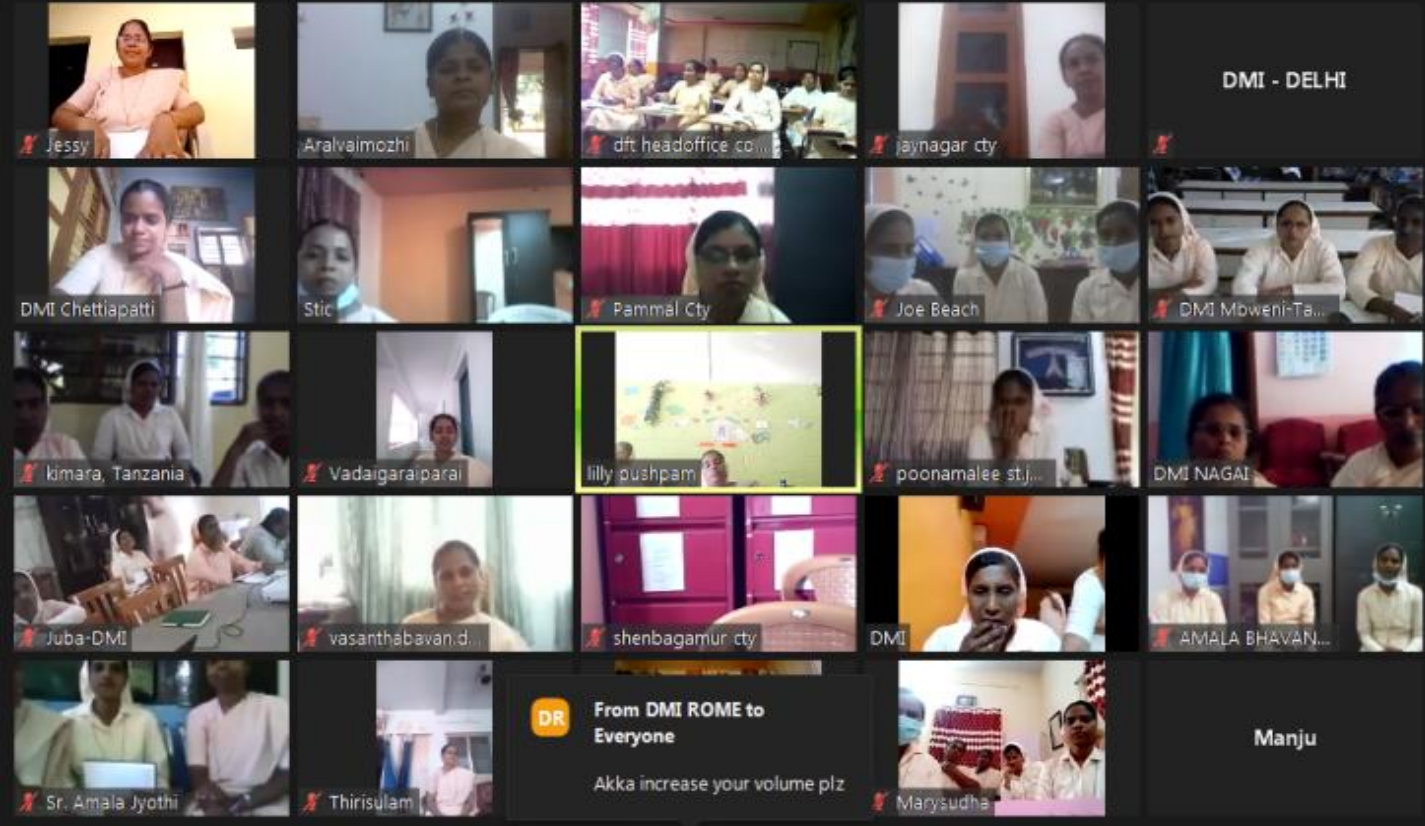 Jessy
Aralvaimozhi
dft headoffice co...
jaynagar cty
DMI - DELHI
DMI Chettiapatti
Stic
Pammal Cty
Joe Beach
DMI Mbweni-Ta...
kimara, Tanzania
Vadaigaraiparai
lilly pushpam
poonamalee st.j...
DMI NAGAI
Juba-DMI
vasanthabavan.d...
shenbagamur cty
DMI
AMALA BHAVAN...
Sr. Amala Jyothi
Thirisulam
DR
From DMI ROME to
Everyone
Akka increase your volume plz
Marysudha
Manju